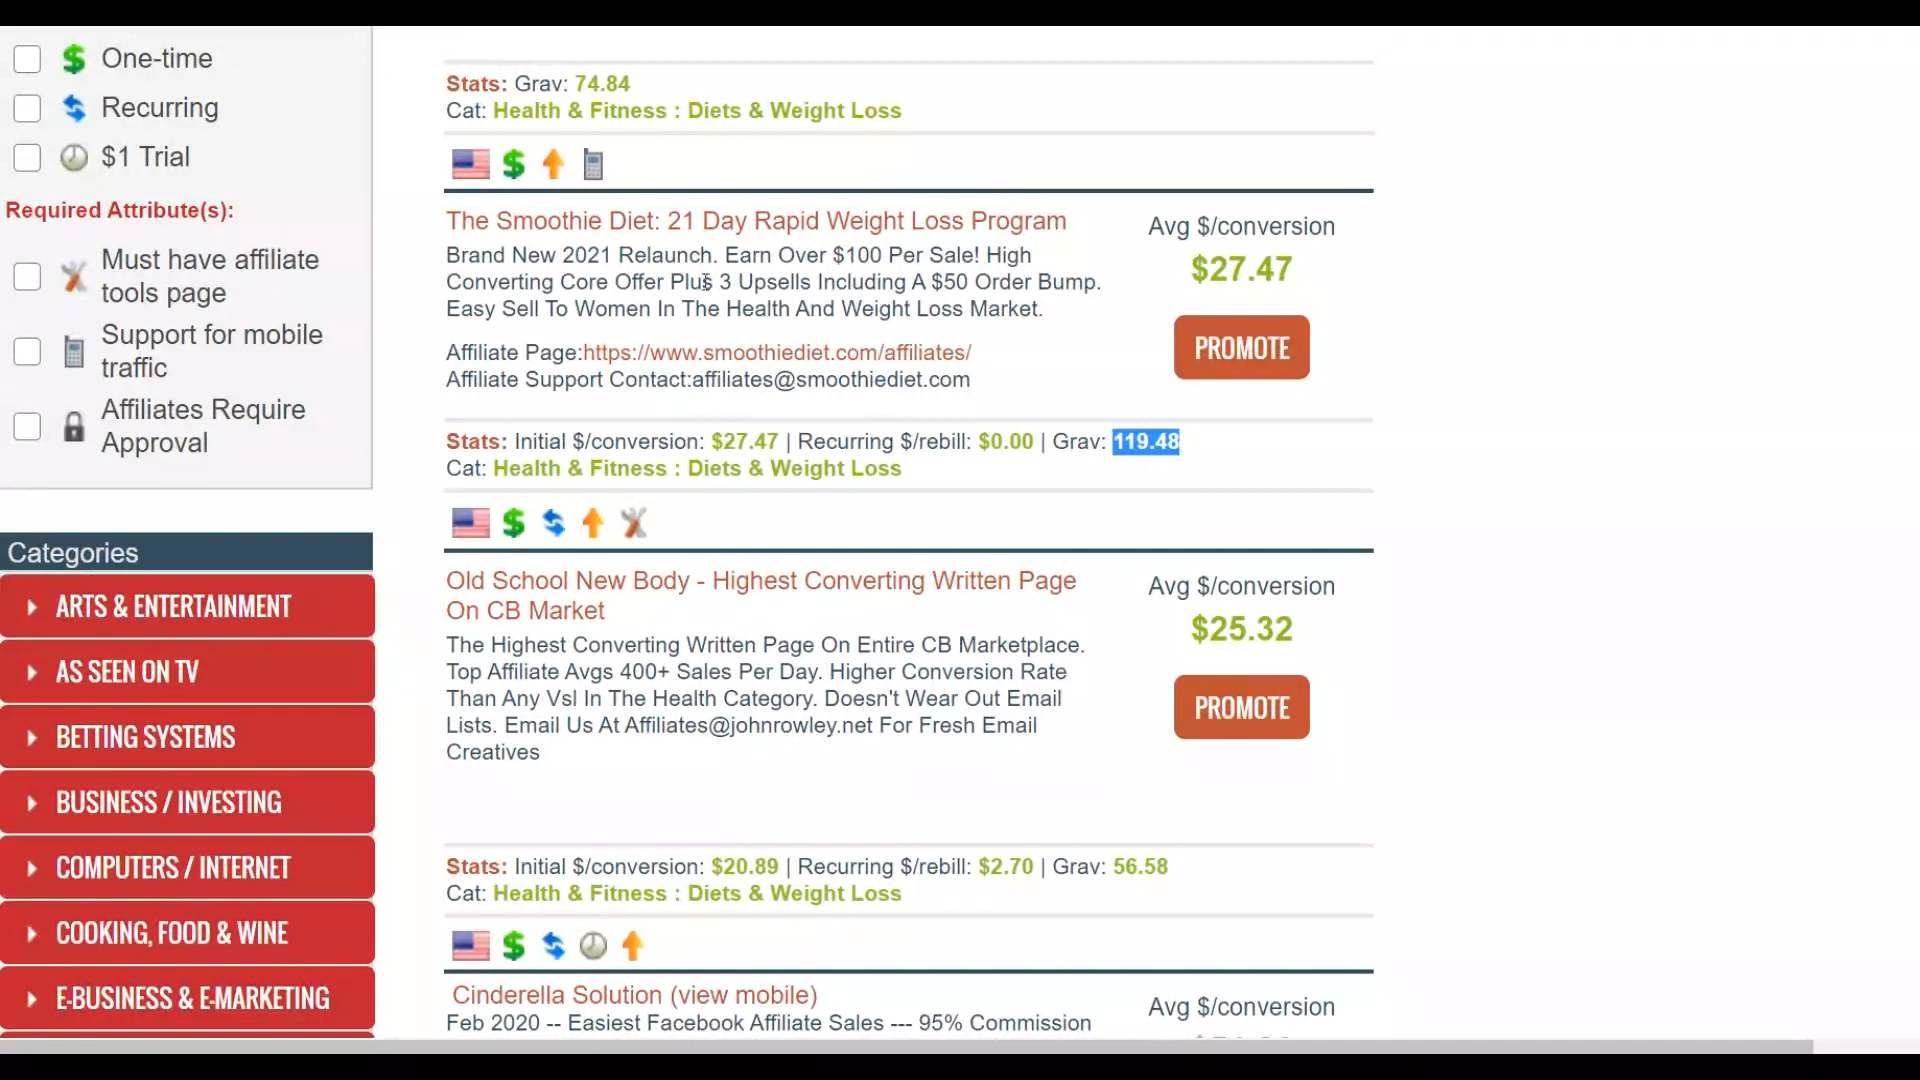 One-time
Recurring
$1 Trial
Required Attribute(s):
Must have affiliate
tools page
Support for mobile
traffic
Affiliates Require
Approval
Categories
ARTS & ENTERTAINMENT
AS SEEN ON TV
BETTING SYSTEMS
BUSINESS / INVESTING
COMPUTERS / INTERNET
COOKING, FOOD & WINE
E-BUSINESS & E-MARKETING
Stats: Grav: 74.84
Cat: Health & Fitness : Diets & Weight Loss
The Smoothie Diet: 21 Day Rapid Weight Loss Program
Brand New 2021 Relaunch. Earn Over $100 Per Sale! High
Converting Core Offer Plus 3 Upsells Including A $50 Order Bump.
Easy Sell To Women In The Health And Weight Loss Market.
Affiliate Page:https://www.smoothiediet.com/affiliates/
Affiliate Support Contact:affiliates@smoothiediet.com
Avg $/conversion
$27.47
PROMOTE
Stats: Initial $/conversion: $27.47 | Recurring $/rebill: $0.00 | Grav: 119.48
Cat: Health & Fitness : Diets & Weight Loss
Old School New Body - Highest Converting Written Page
On CB Market
The Highest Converting Written Page On Entire CB Marketplace.
Top Affiliate Avgs 400+ Sales Per Day. Higher Conversion Rate
Than Any Vsl In The Health Category. Doesn't Wear Out Email
Lists. Email Us At Affiliates@johnrowley.net For Fresh Email
Creatives
Avg $/conversion
$25.32
PROMOTE
Stats: Initial $/conversion: $20.89 | Recurring $/rebill: $2.70 | Grav: 56.58
Cat: Health & Fitness : Diets & Weight Loss
Cinderella Solution (view mobile)
Feb 2020 -- Easiest Facebook Affiliate Sales --- 95% Commission
Avg $/conversion